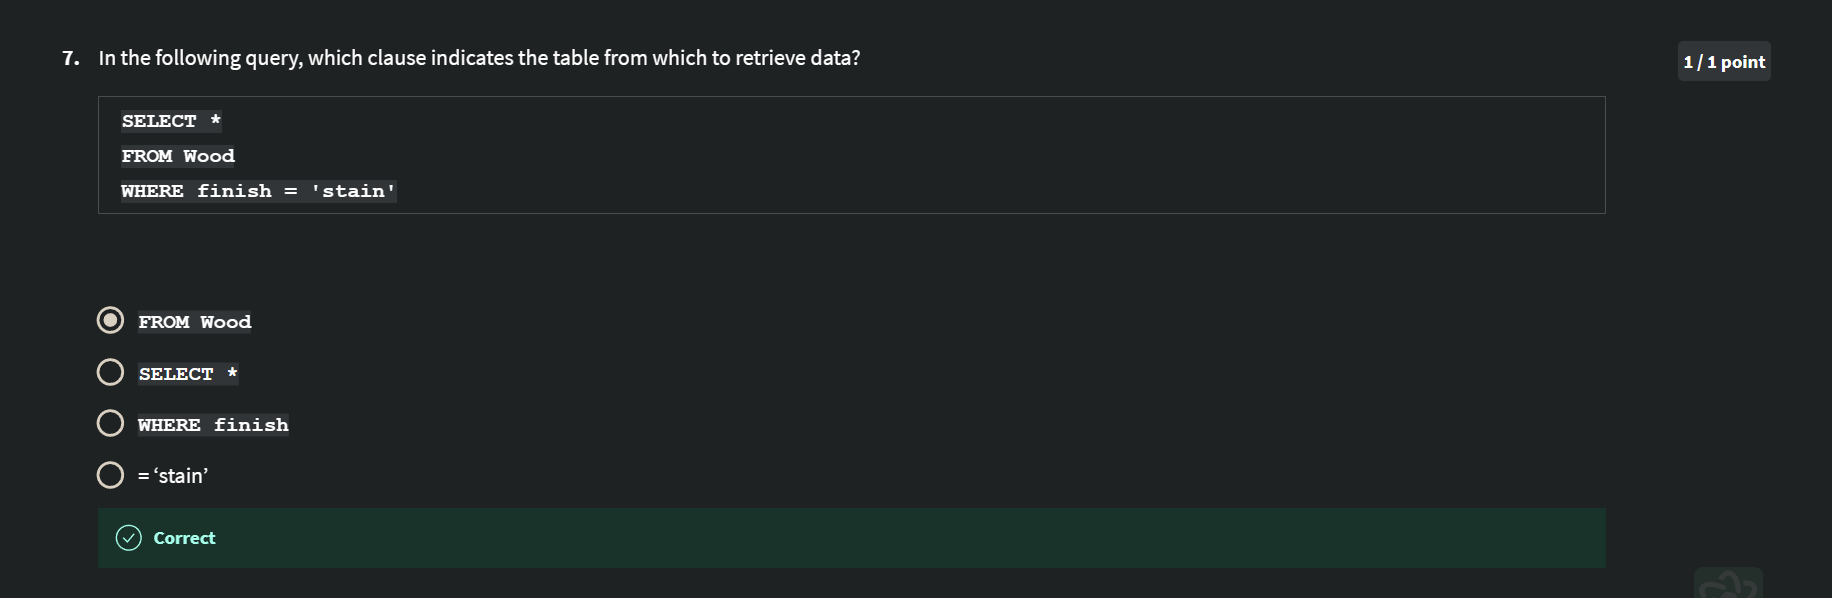 7. In the following query, which clause indicates the table from which to retrieve data?
1 / 1 point
SELECT *
FROM Wood
WHERE finish = 'stain'
FROM Wood
SELECT *
WHERE finish
= ‘stain’
Correct